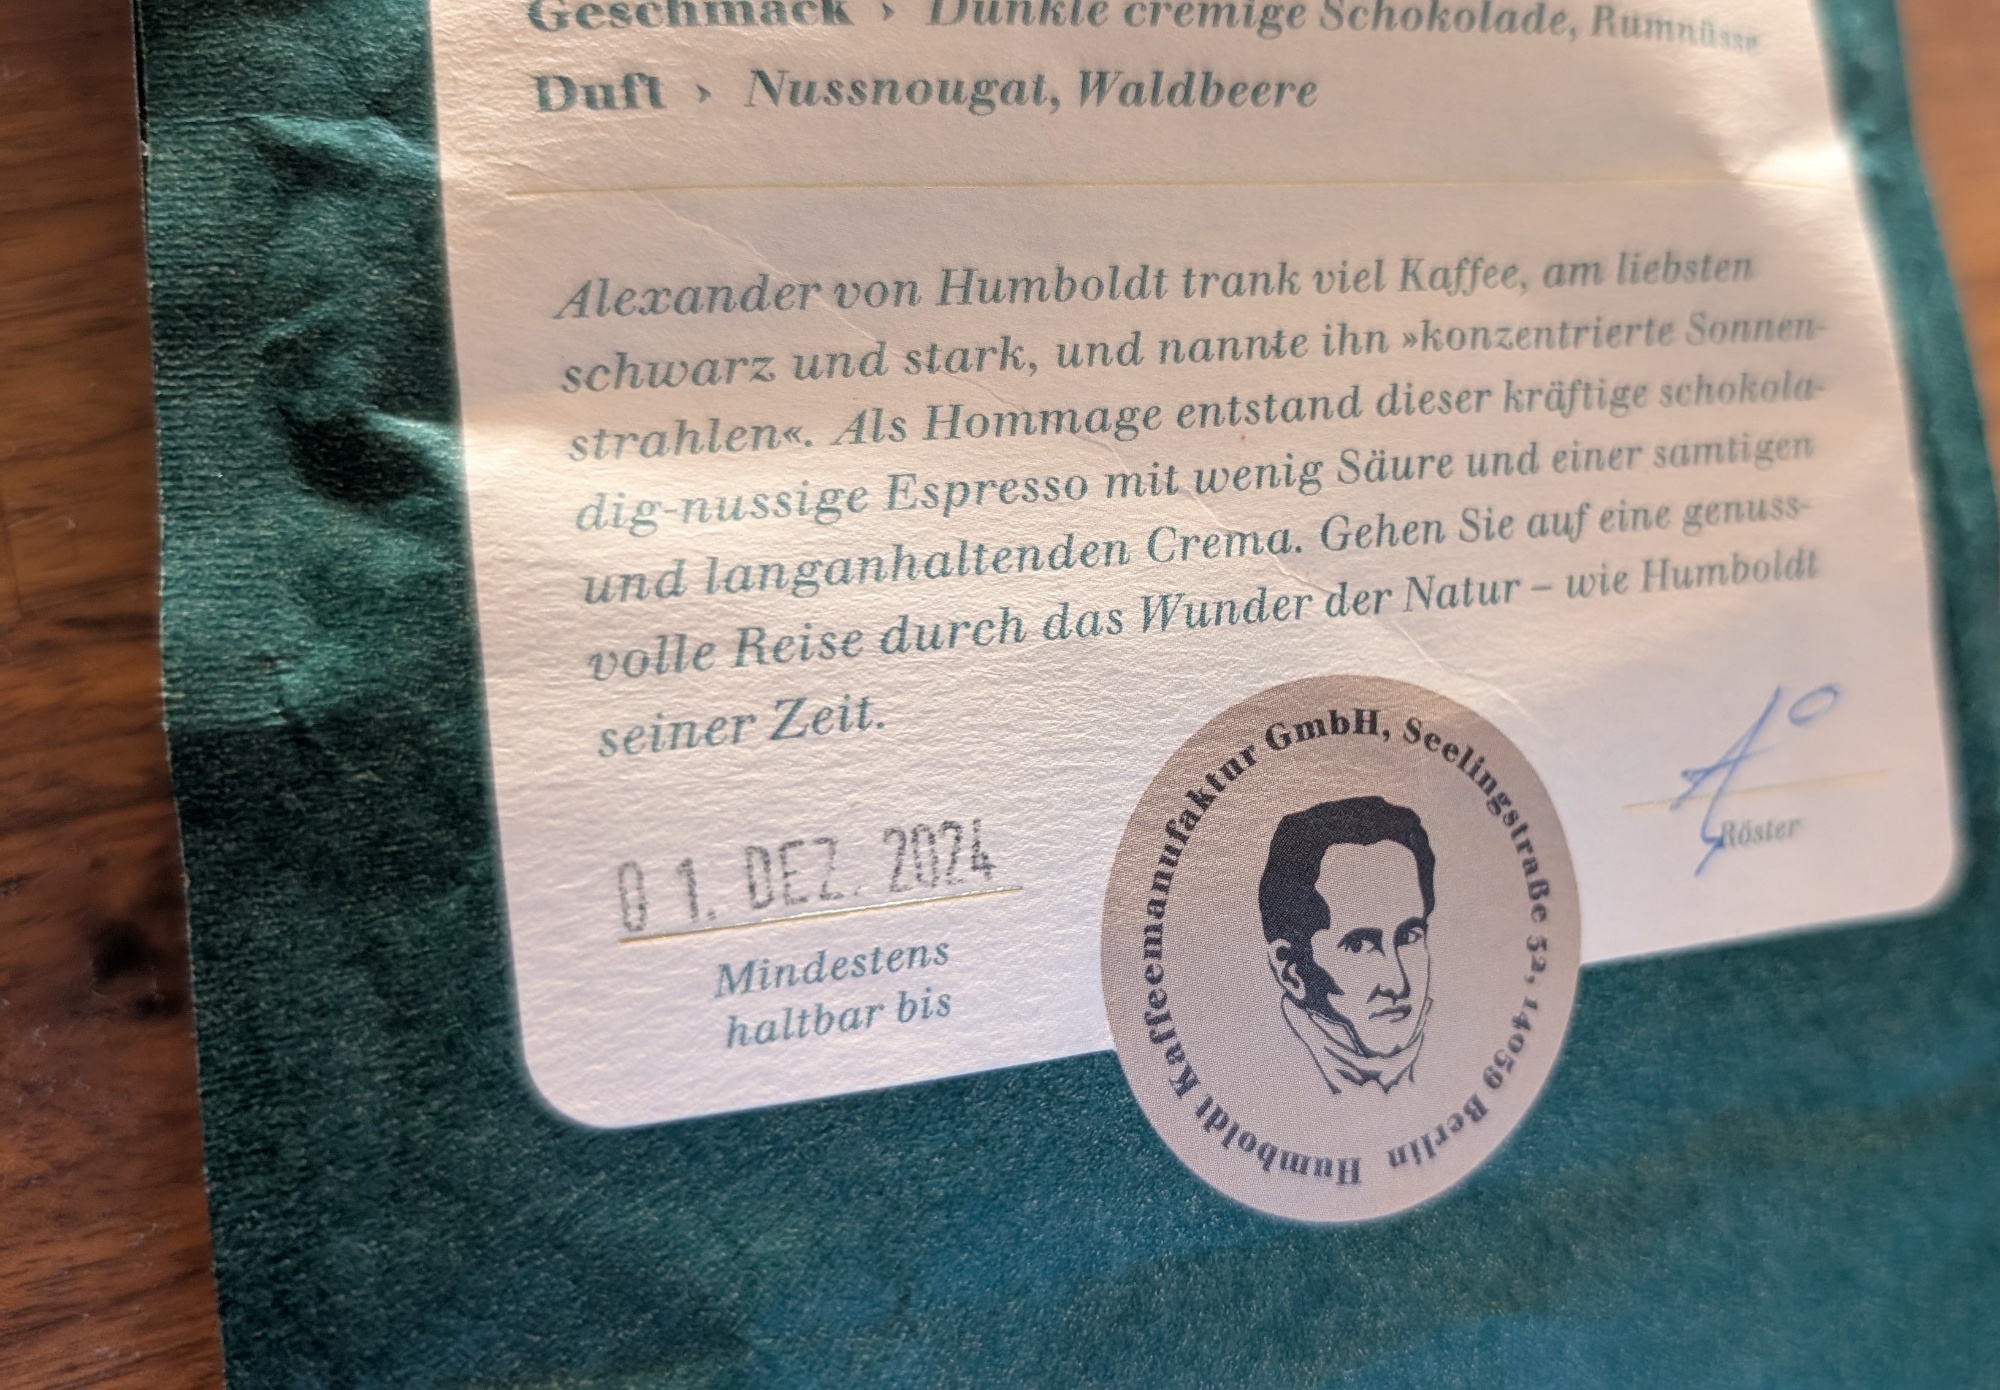 Geschmack › Dunkle cremige Schokolade, Rumnüsse
Duft › Nussnougat, Waldbeere
Alexander von Humboldt trank viel Kaffee, am liebsten
schwarz und stark, und nannte ihn »konzentrierte Sonnen-
strahlen«. Als Hommage entstand dieser kräftige schokola-
dig-nussige Espresso mit wenig Säure und einer samtigen
und langanhaltenden Crema. Gehen Sie auf eine genuss-
volle Reise durch das Wunder der Natur – wie Humboldt
seiner Zeit.
01. DEZ. 2024
Mindestens
haltbar bis
Humboldt Kaffeemanufaktur GmbH, Seelingstraße 52, 14059 Berlin
Röster